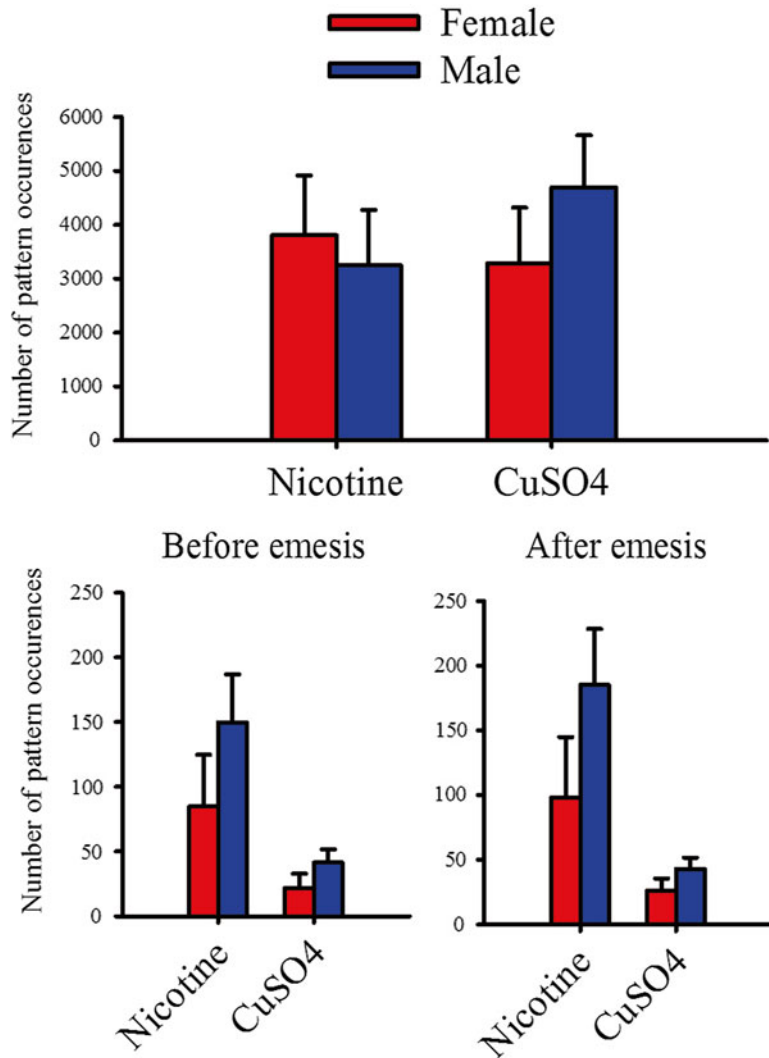 Female
Male
Number of pattern occurences
6000
5000
4000
3000
2000
1000
0
Nicotine
CuSO4
Before emesis
Number of pattern occurences
250
200
150
100
50
0
Nicotine
CuSO4
After emesis
250
200
150
100
50
0
Nicotine
CuSO4